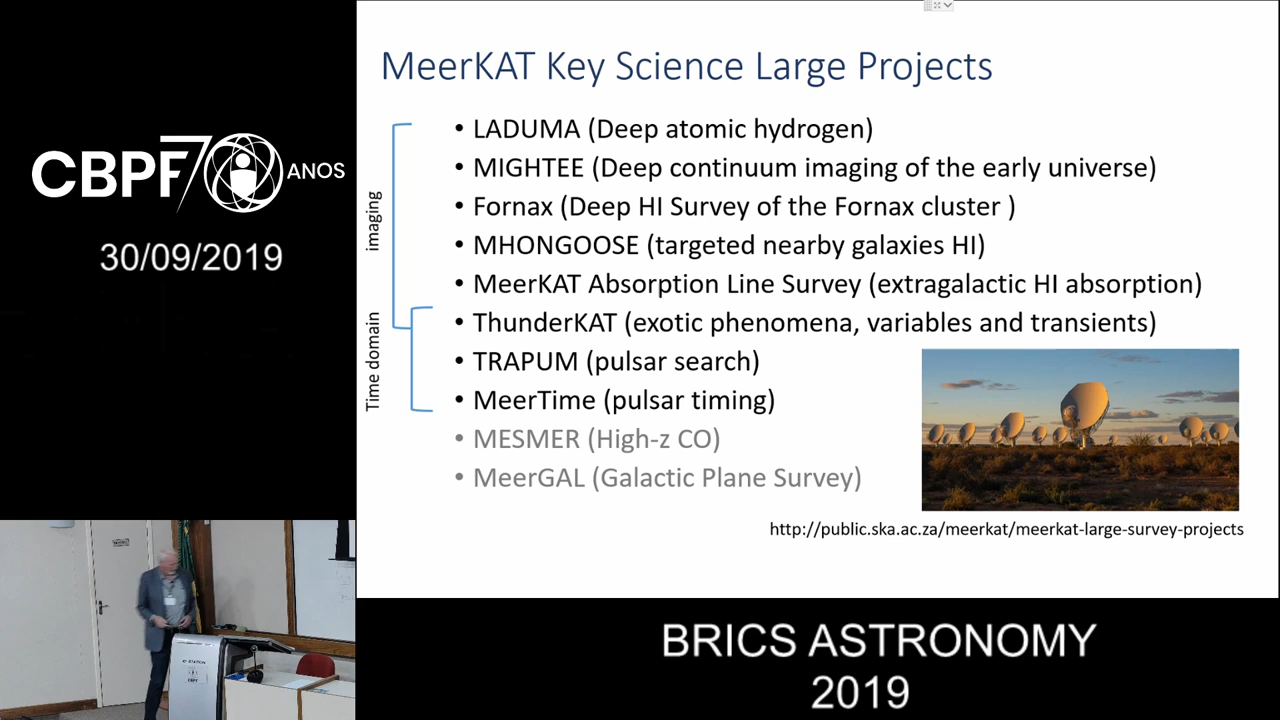 MeerKAT Key Science Large Projects
• LADUMA (Deep atomic hydrogen)
• MIGHTEE (Deep continuum imaging of the early universe)
• Fornax (Deep HI Survey of the Fornax cluster )
• MHONGOOSE (targeted nearby galaxies HI)
• MeerKAT Absorption Line Survey (extragalactic HI absorption)
• ThunderKAT (exotic phenomena, variables and transients)
• TRAPUM (pulsar search)
• MeerTime (pulsar timing)
• MESMER (High-z CO)
• MeerGAL (Galactic Plane Survey)
imaging
Time domain
http://public.ska.ac.za/meerkat/meerkat-large-survey-projects
CBPF 70 ANOS
30/09/2019
BRICS ASTRONOMY
2019